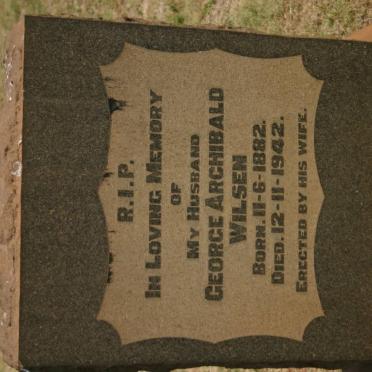 R.I.P.
IN LOVING MEMORY
OF
MY HUSBAND
GEORGE ARCHIBALD
WILSEN
BORN. 11-6-1882.
DIED. 12-11-1942.
ERECTED BY HIS WIFE.